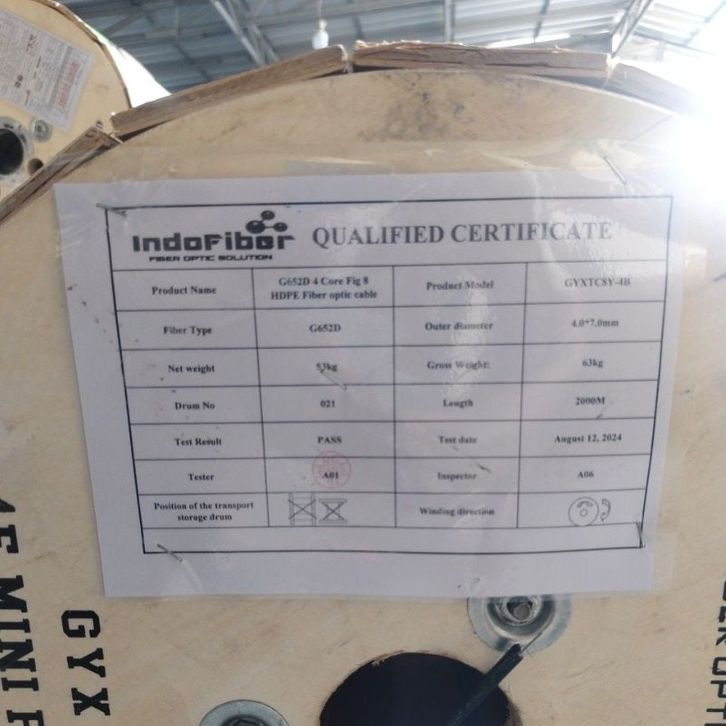 IndoFiber
FIBER OPTIC SOLUTION
QUALIFIED CERTIFICATE
Product Name
G652D 4 Core Fig 8
HDPE Fiber optic cable
Product Model
GYXTC8Y-4B
Fiber Type
G652D
Outer diameter
4.0*7.0mm
Net weight
53kg
Gross Weight:
63kg
Drum No
021
Length
2000M
Test Result
PASS
Test date
August 12, 2024
Tester
A01
Inspector
A06
Position of the transport
storage drum
Winding direction
GYX
4F MINI F